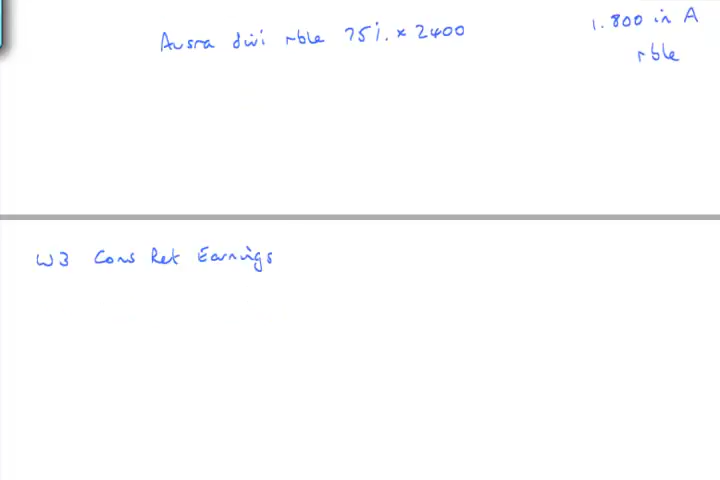 Ausra divi rble 75% × 2400
1.800 in A
rble
W3 Cons Ret Earnings